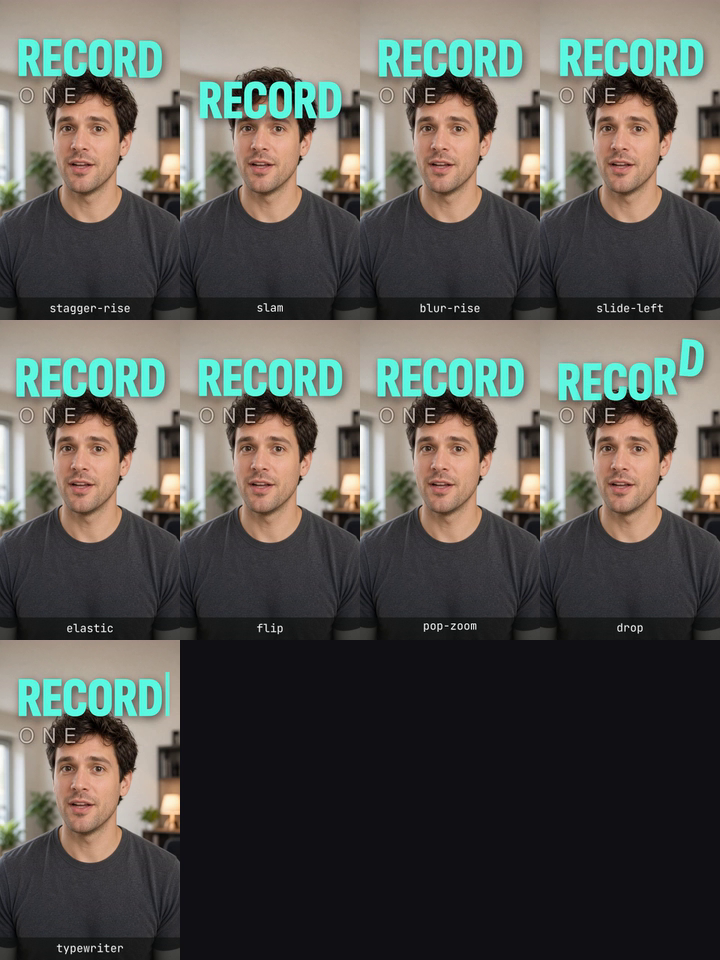 RECORD
ONE
stagger-rise
RECORD
slam
RECORD
ONE
blur-rise
RECORD
ONE
slide-left
RECORD
ONE
elastic
RECORD
ONE
flip
RECORD
ONE
pop-zoom
RECORD
ONE
drop
RECORD
ONE
typewriter